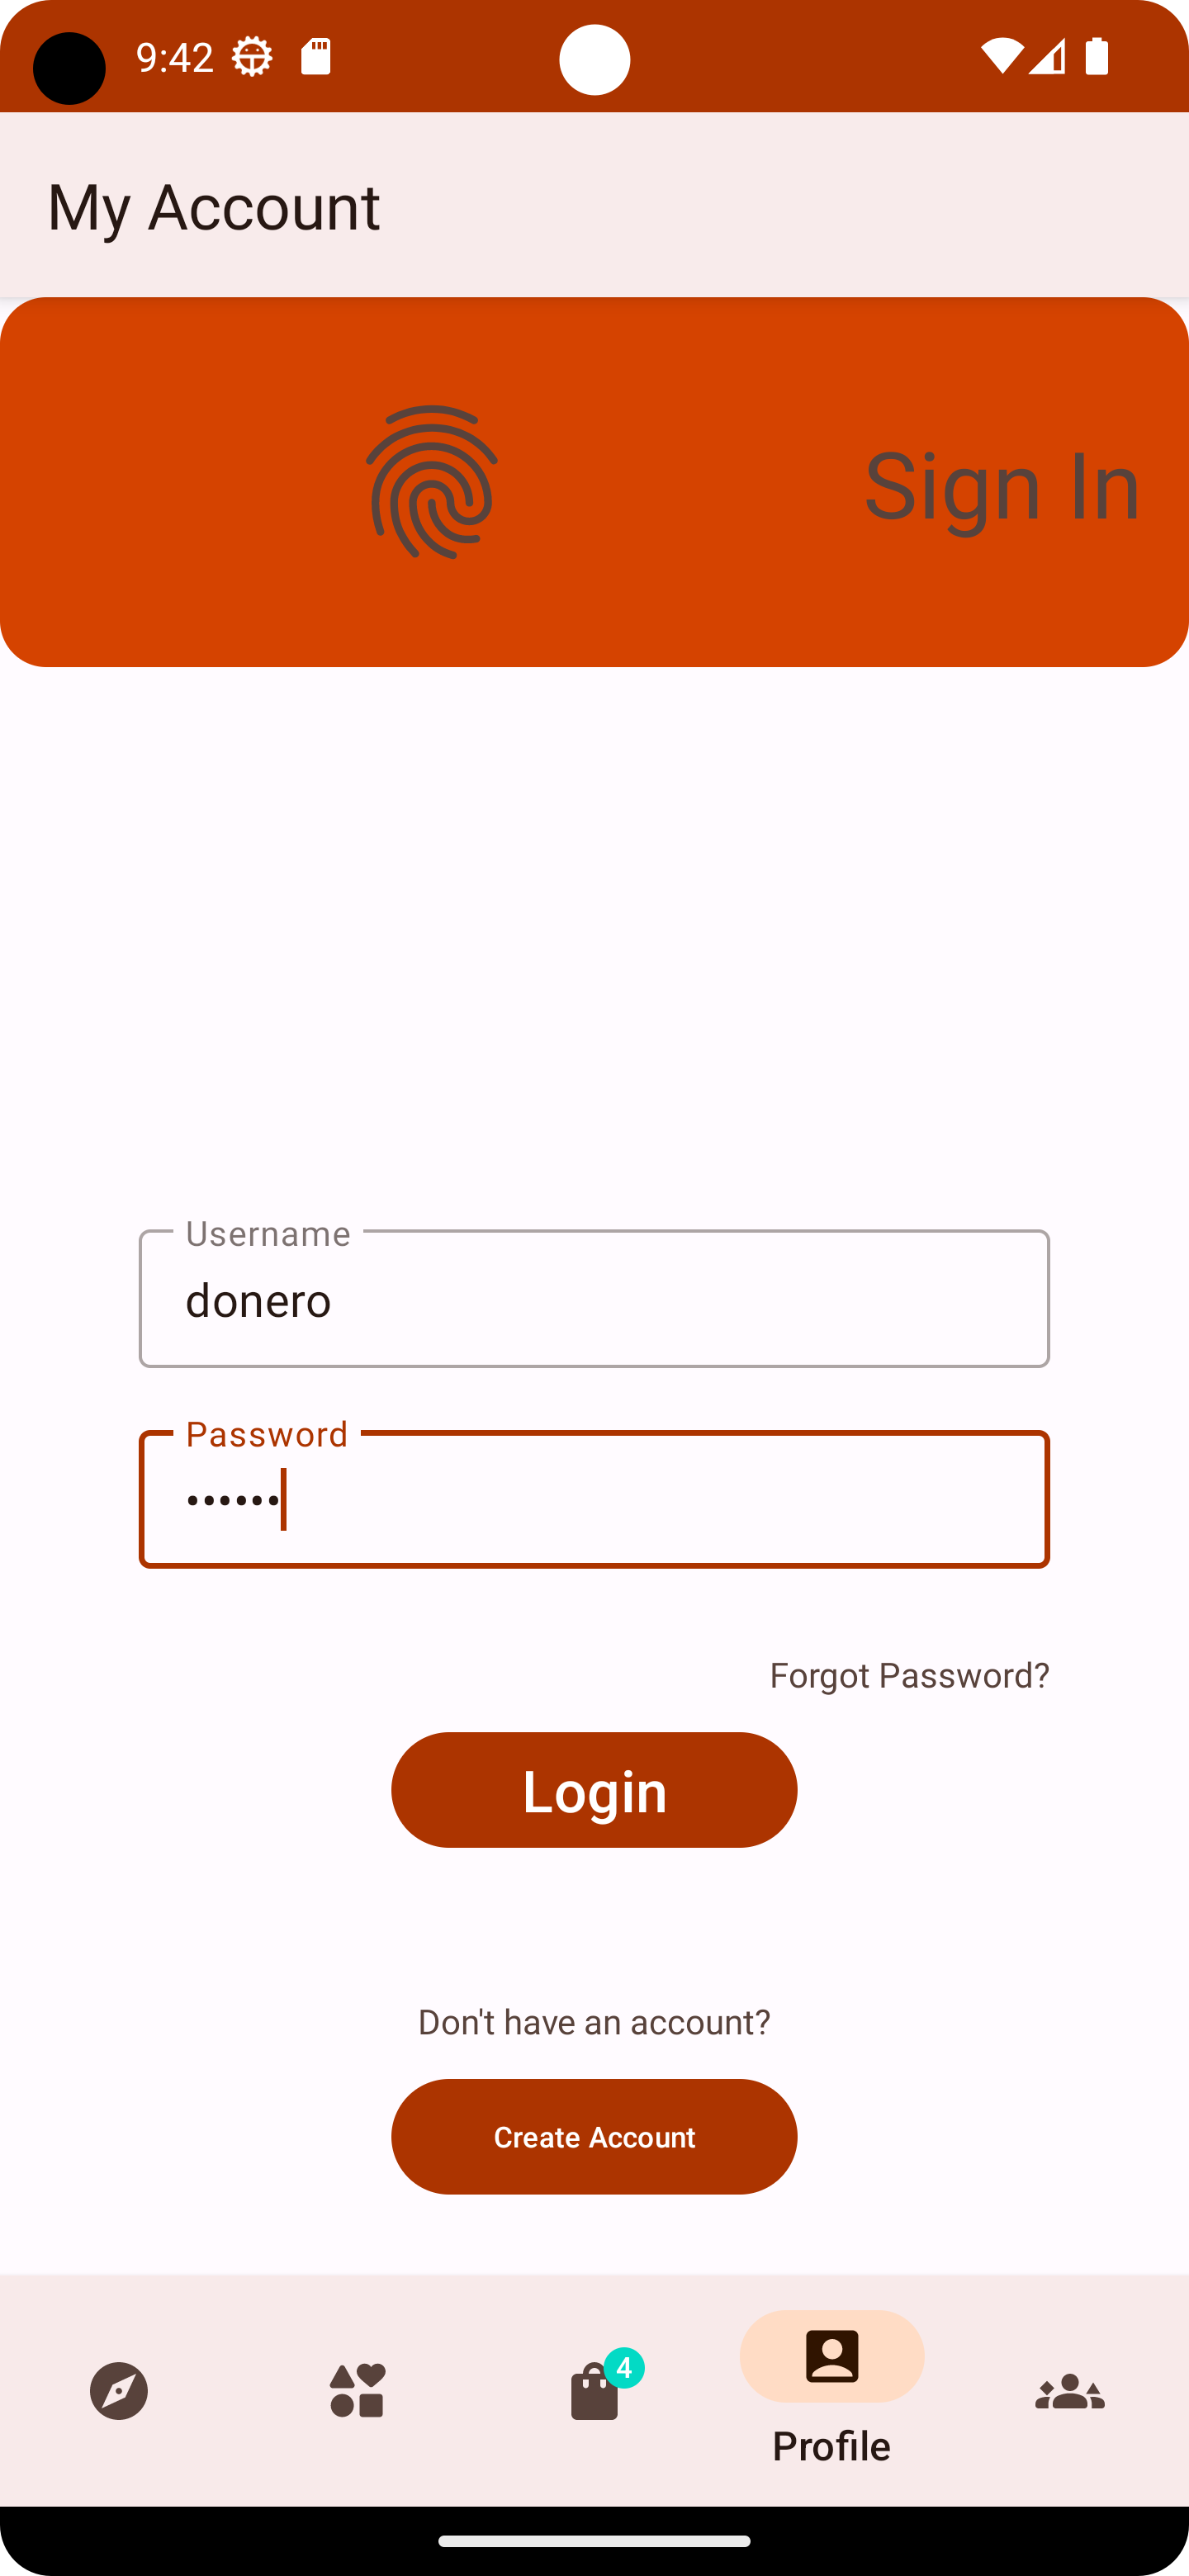 9:42
My Account
Sign In
Username
donero
Password
••••••
Forgot Password?
Login
Don't have an account?
Create Account
4
Profile